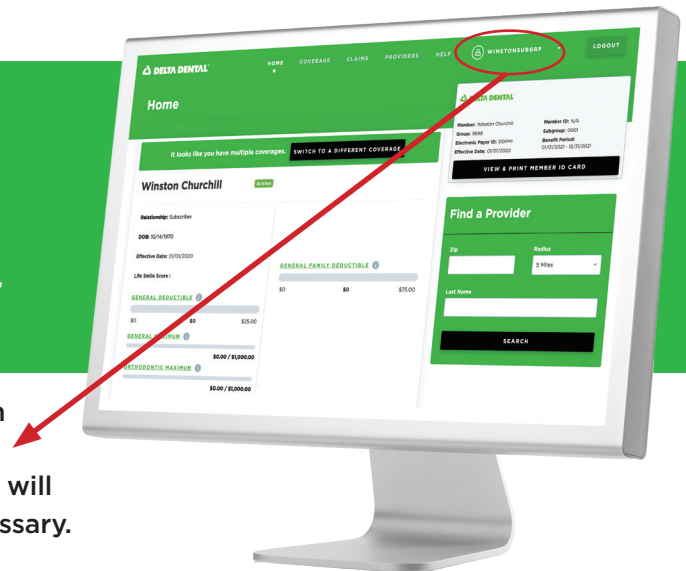 DELTA DENTAL
HOME COVERAGE CLAIMS PROVIDERS HELP WINSTONSUBGRP LOGOUT
Home
It looks like you have multiple coverages. SWITCH TO A DIFFERENT COVERAGE
Winston Churchill Active
Relationship: Subscriber
DOB: 10/14/1970
Effective Date: 01/01/2020
Life Smile Score :
GENERAL DEDUCTIBLE
$0 $0 $25.00
GENERAL MAXIMUM
$0.00 / $1,000.00
ORTHODONTIC MAXIMUM
$0.00 / $1,000.00
GENERAL FAMILY DEDUCTIBLE
$0 $0 $75.00
DELTA DENTAL
Member: Winston Churchill Member ID: N/A
Group: 9998 Subgroup: 0001
Electronic Payor ID: DDPMI Benefit Period:
Effective Date: 01/01/2020 01/01/2021 - 12/31/2021
VIEW & PRINT MEMBER ID CARD
Find a Provider
Zip Radius
5 Miles
Last Name
SEARCH
will